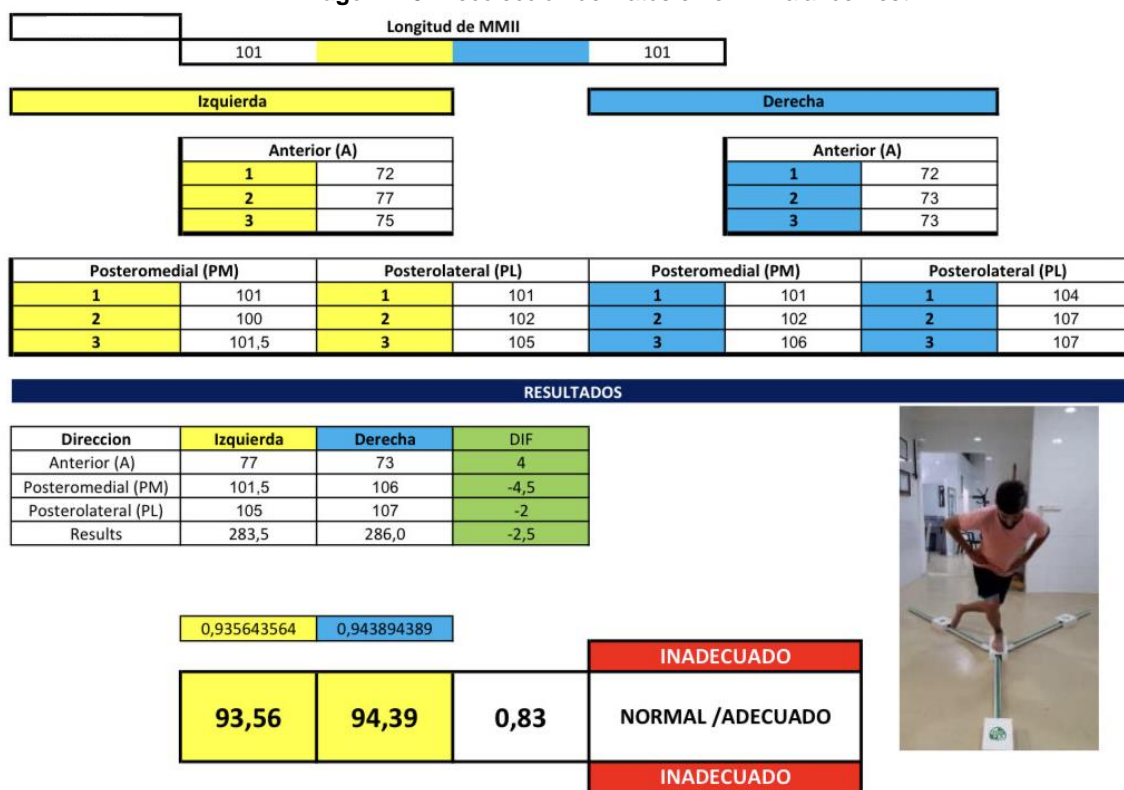 Longitud de MMII
101 101
Izquierda Derecha
Anterior (A) Anterior (A)
1 72 1 72
2 77 2 73
3 75 3 73
Posteromedial (PM) Posterolateral (PL) Posteromedial (PM) Posterolateral (PL)
1 101 1 101 1 101 1 104
2 100 2 102 2 102 2 107
3 101,5 3 105 3 106 3 107
RESULTADOS
Direccion Izquierda Derecha DIF
Anterior (A) 77 73 4
Posteromedial (PM) 101,5 106 -4,5
Posterolateral (PL) 105 107 -2
Results 283,5 286,0 -2,5
0,935643564 0,943894389
INADECUADO
93,56 94,39 0,83 NORMAL /ADECUADO
INADECUADO